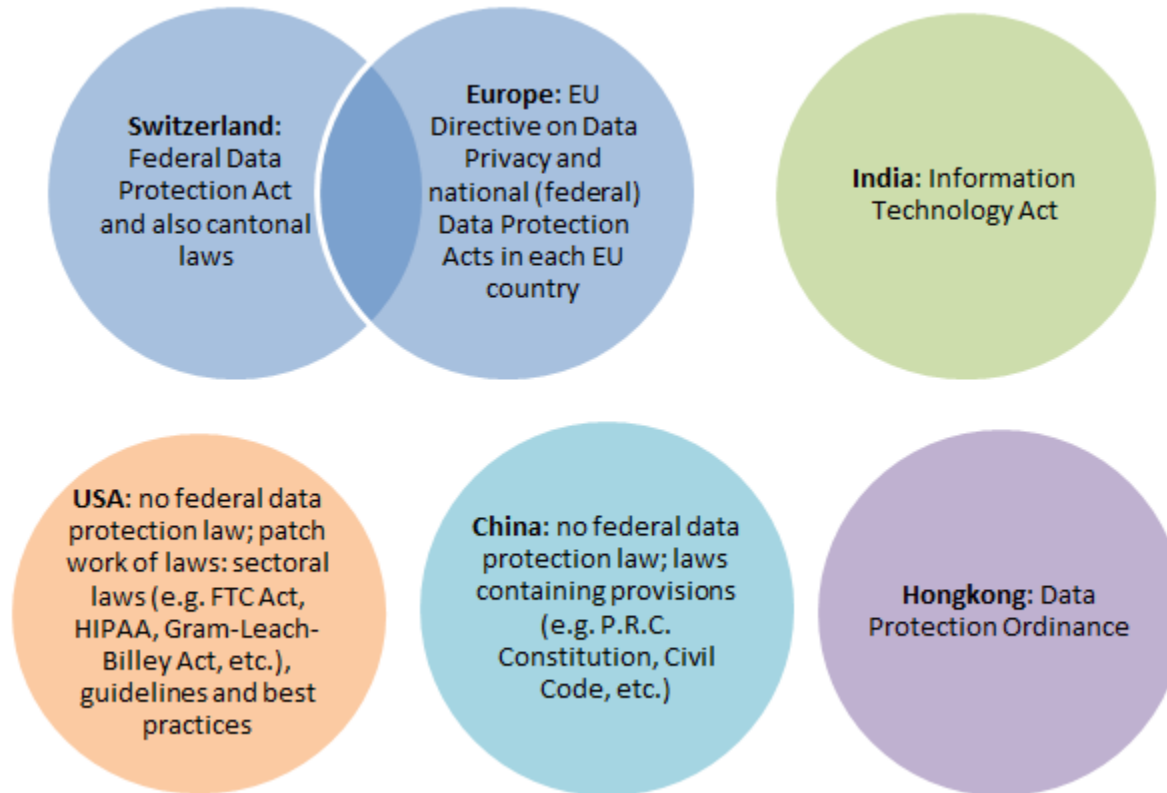 Switzerland:
Federal Data
Protection Act
and also cantonal
laws
Europe: EU
Directive on Data
Privacy and
national (federal)
Data Protection
Acts in each EU
country
India: Information
Technology Act
USA: no federal data
protection law; patch
work of laws: sectoral
laws (e.g. FTC Act,
HIPAA, Gram-Leach-
Billey Act, etc.),
guidelines and best
practices
China: no federal data
protection law; laws
containing provisions
(e.g. P.R.C.
Constitution, Civil
Code, etc.)
Hongkong: Data
Protection Ordinance